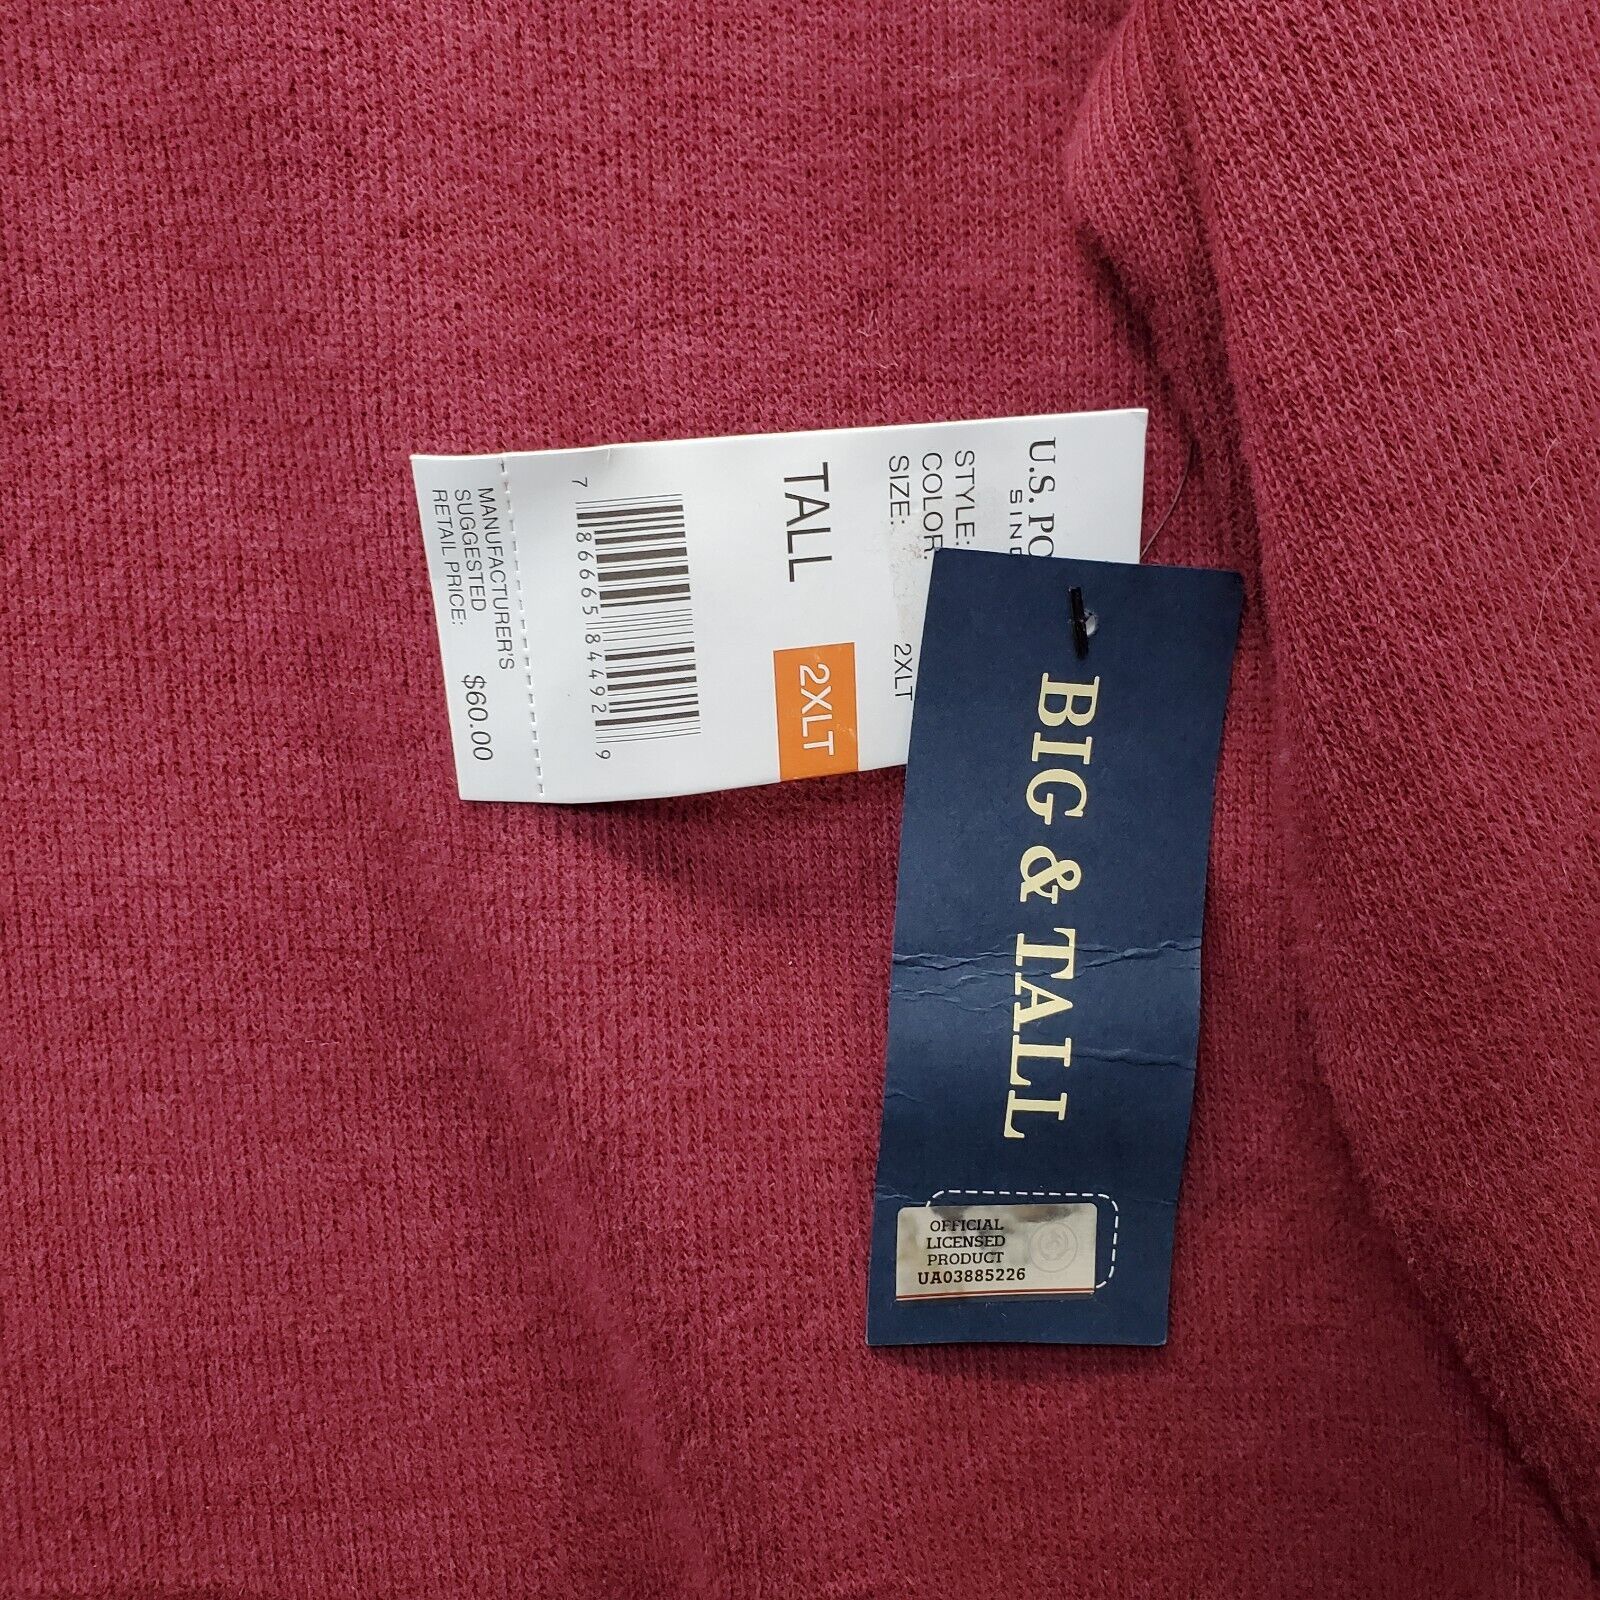 U.S. PO
SINC
STYLE:
COLOR:
SIZE: 2XLT
TALL 2XLT
7 86665 84492 9
MANUFACTURER'S
SUGGESTED
RETAIL PRICE: $60.00
BIG & TALL
OFFICIAL
LICENSED
PRODUCT
UA03885226